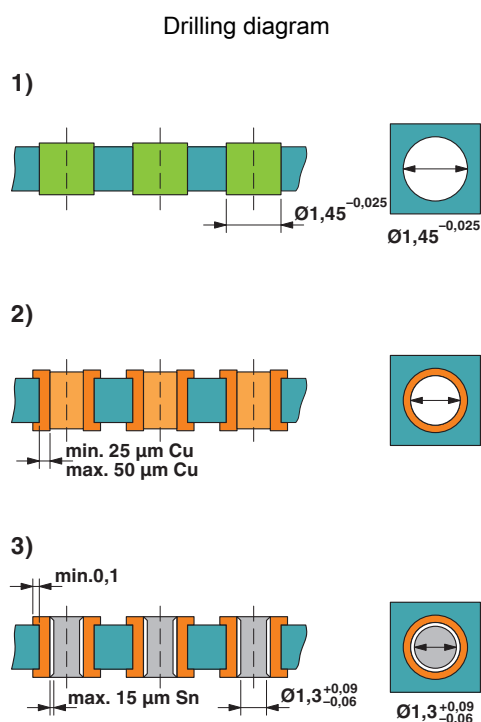 Drilling diagram
1)
Ø1,45 −0,025
Ø1,45 −0,025
2)
min. 25 µm Cu
max. 50 µm Cu
3)
min.0,1
max. 15 µm Sn
Ø1,3 +0,09 −0,06
Ø1,3 +0,09 −0,06